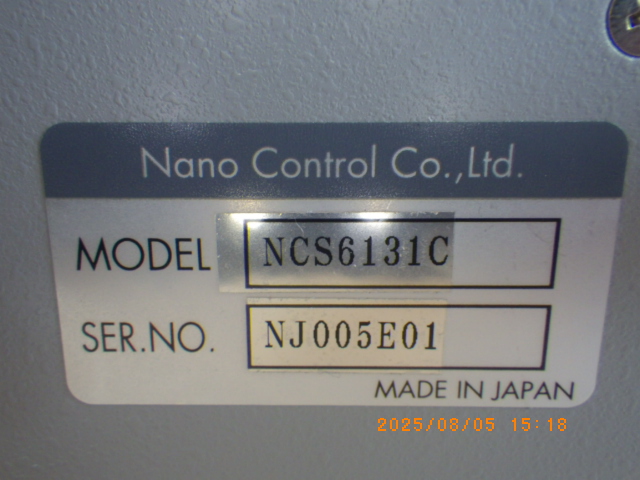 Nano Control Co.,Ltd.
MODEL NCS6131C
SER.NO. NJ005E01
MADE IN JAPAN
2025/08/05 15:18